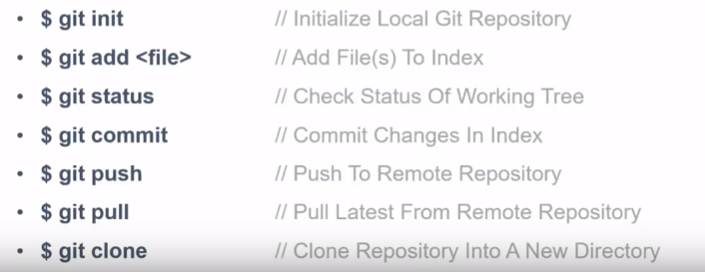 • $ git init // Initialize Local Git Repository
• $ git add <file> // Add File(s) To Index
• $ git status // Check Status Of Working Tree
• $ git commit // Commit Changes In Index
• $ git push // Push To Remote Repository
• $ git pull // Pull Latest From Remote Repository
• $ git clone // Clone Repository Into A New Directory